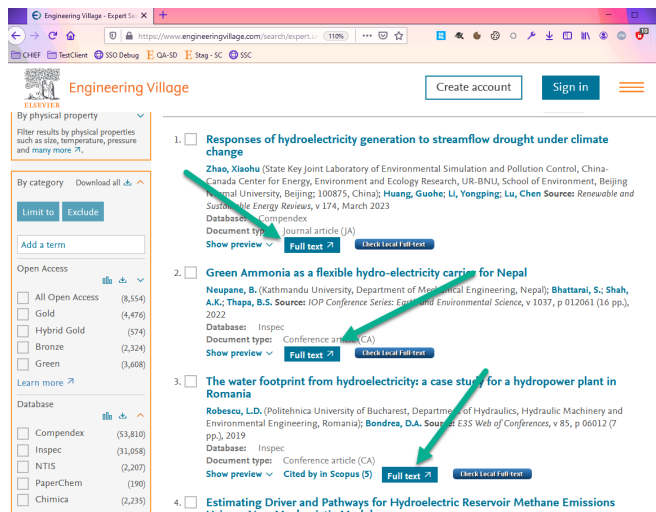 Engineering Village - Expert Sea
https://www.engineeringvillage.com/search/expert.u
110%
10
CHIEF TestClient SSO Debug QA-SD Stag - SC SSC
ELSEVIER
Engineering Village
Create account
Sign in
By physical property
Filter results by physical properties
such as size, temperature, pressure
and many more ↗.
By category Download all
Limit to Exclude
Add a term
Open Access
All Open Access (8,554)
Gold (4,476)
Hybrid Gold (574)
Bronze (2,324)
Green (3,608)
Learn more ↗
Database
Compendex (53,810)
Inspec (31,058)
NTIS (2,207)
PaperChem (190)
Chimica (2,235)
1. Responses of hydroelectricity generation to streamflow drought under climate
change
Zhao, Xiaohu (State Key Joint Laboratory of Environmental Simulation and Pollution Control, China-
Canada Center for Energy, Environment and Ecology Research, UR-BNU, School of Environment, Beijing
Normal University, Beijing; 100875, China); Huang, Guohe; Li, Yongping; Lu, Chen Source: Renewable and
Sustainable Energy Reviews, v 174, March 2023
Database: Compendex
Document type: Journal article (JA)
Show preview Full text ↗ Check Local Full-text
2. Green Ammonia as a flexible hydro-electricity carrier for Nepal
Neupane, B. (Kathmandu University, Department of Mechanical Engineering, Nepal); Bhattarai, S.; Shah,
A.K.; Thapa, B.S. Source: IOP Conference Series: Earth and Environmental Science, v 1037, p 012061 (16 pp.),
2022
Database: Inspec
Document type: Conference article (CA)
Show preview Full text ↗ Check Local Full-text
3. The water footprint from hydroelectricity: a case study for a hydropower plant in
Romania
Robescu, L.D. (Politehnica University of Bucharest, Department of Hydraulics, Hydraulic Machinery and
Environmental Engineering, Romania); Bondrea, D.A. Source: E3S Web of Conferences, v 85, p 06012 (7
pp.), 2019
Database: Inspec
Document type: Conference article (CA)
Show preview Cited by in Scopus (5) Full text ↗ Check Local Full-text
4. Estimating Driver and Pathways for Hydroelectric Reservoir Methane Emissions